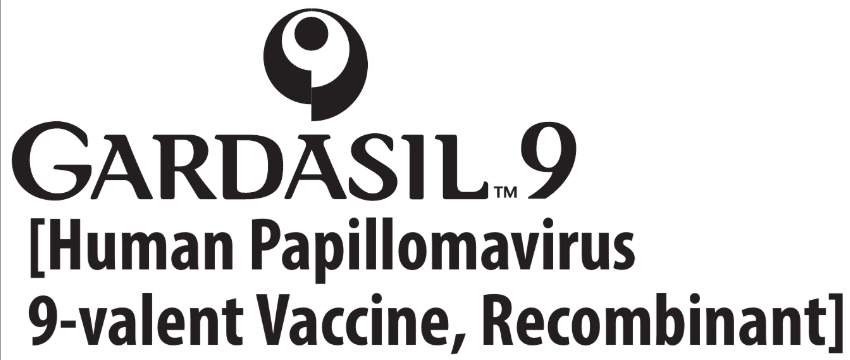 GARDASIL™9
[Human Papillomavirus
9-valent Vaccine, Recombinant]